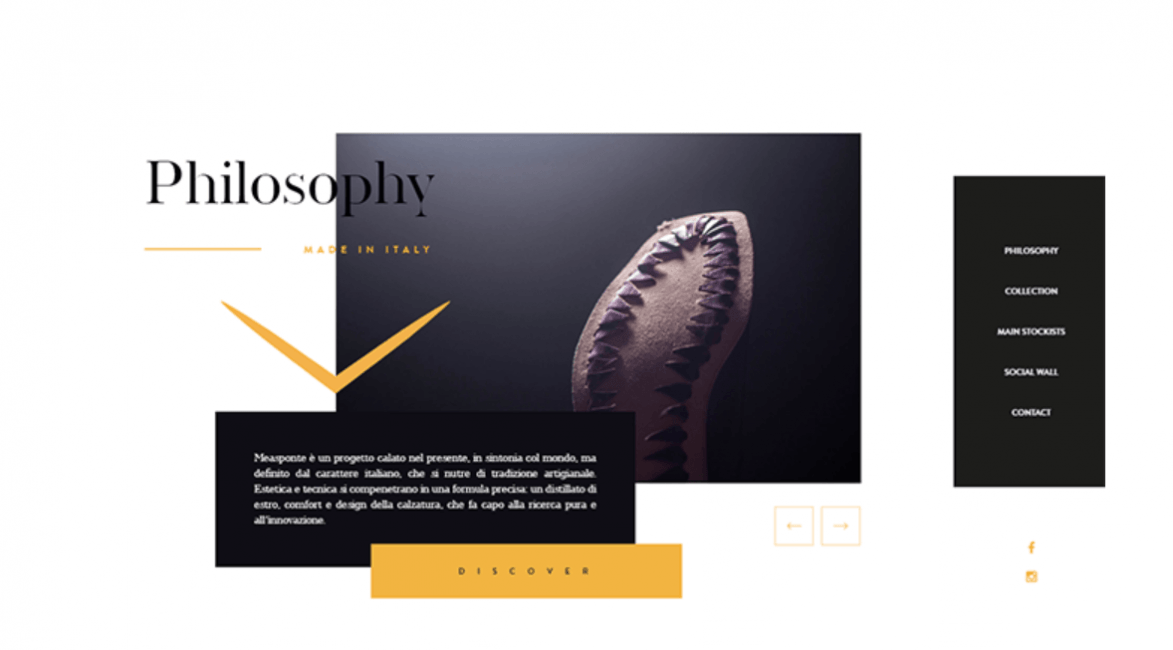 Philosophy
MADE IN ITALY
Measponte è un progetto calato nel presente, in sintonia col mondo, ma
definito dal carattere italiano, che si nutre di tradizione artigianale.
Estetica e tecnica si compenetrano in una formula precisa: un distillato di
estro, comfort e design della calzatura, che fa capo alla ricerca pura e
all'innovazione.
DISCOVER
PHILOSOPHY
COLLECTION
MAIN STOCKISTS
SOCIAL WALL
CONTACT